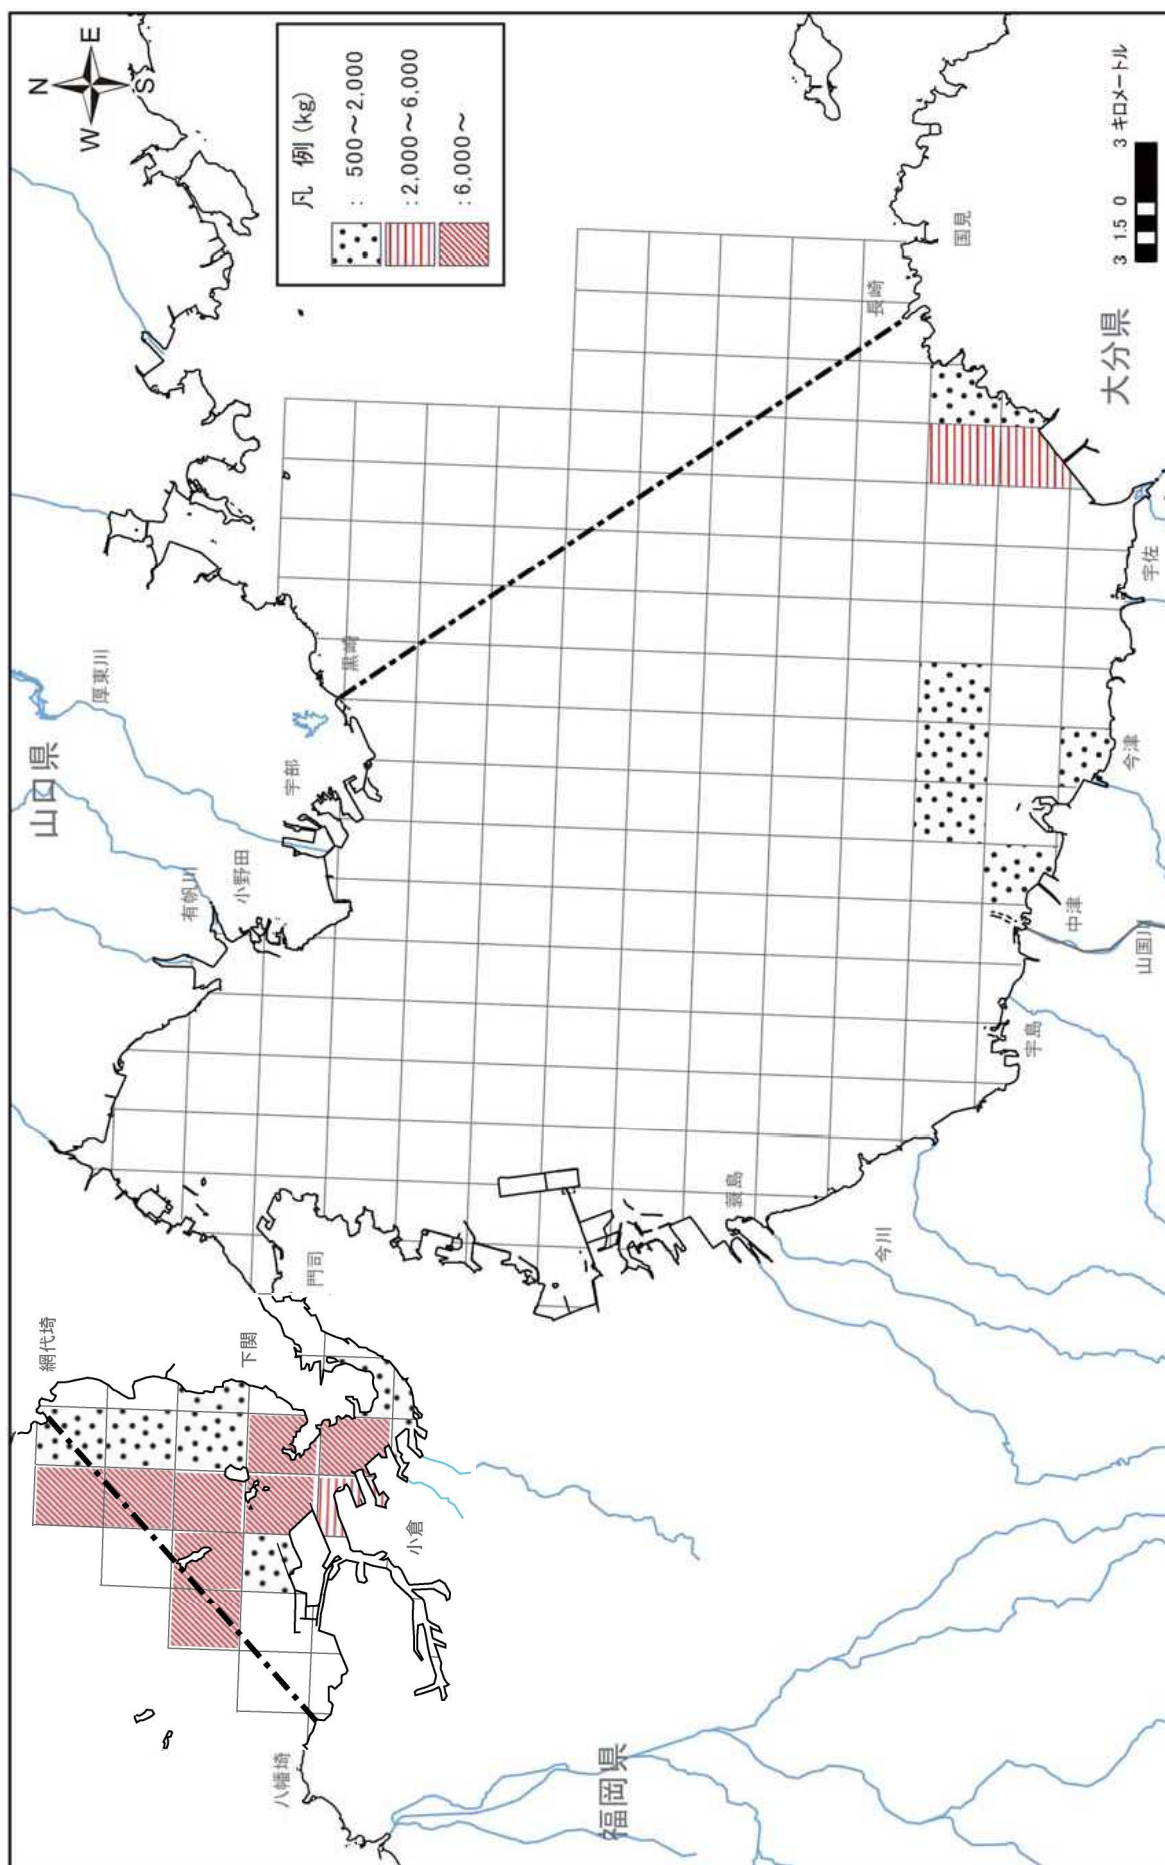 N
W
E
S
凡 例 (kg)
: 500～2,000
:2,000～6,000
:6,000～
山口県
厚東川
有帆川
小野田
宇部
黒崎
網代埼
下関
門司
小倉
八幡埼
福岡県
蓑島
今川
宇島
中津
山国川
今津
宇佐
長崎
国見
大分県
3 1.5 0 3 キロメートル